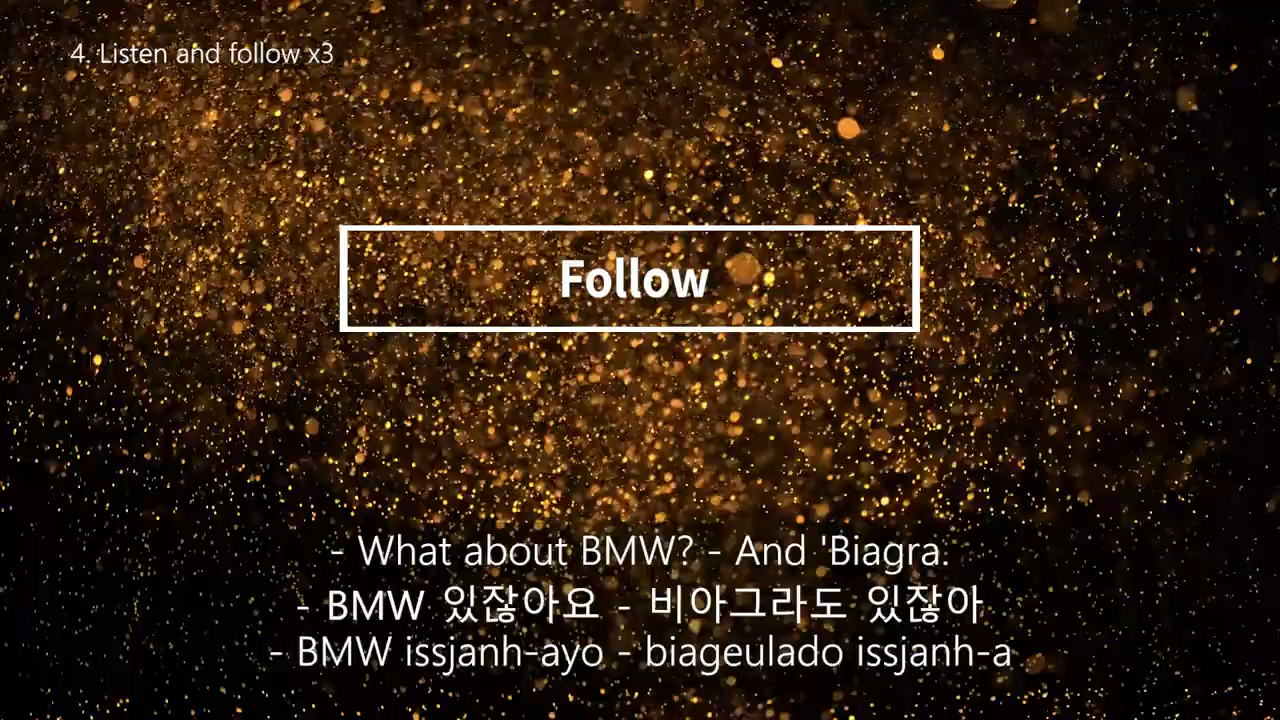 4. Listen and follow x3
Follow
- What about BMW? - And 'Biagra.
- BMW 있잖아요 - 비아그라도 있잖아
- BMW issjanh-ayo - biageulado issjanh-a